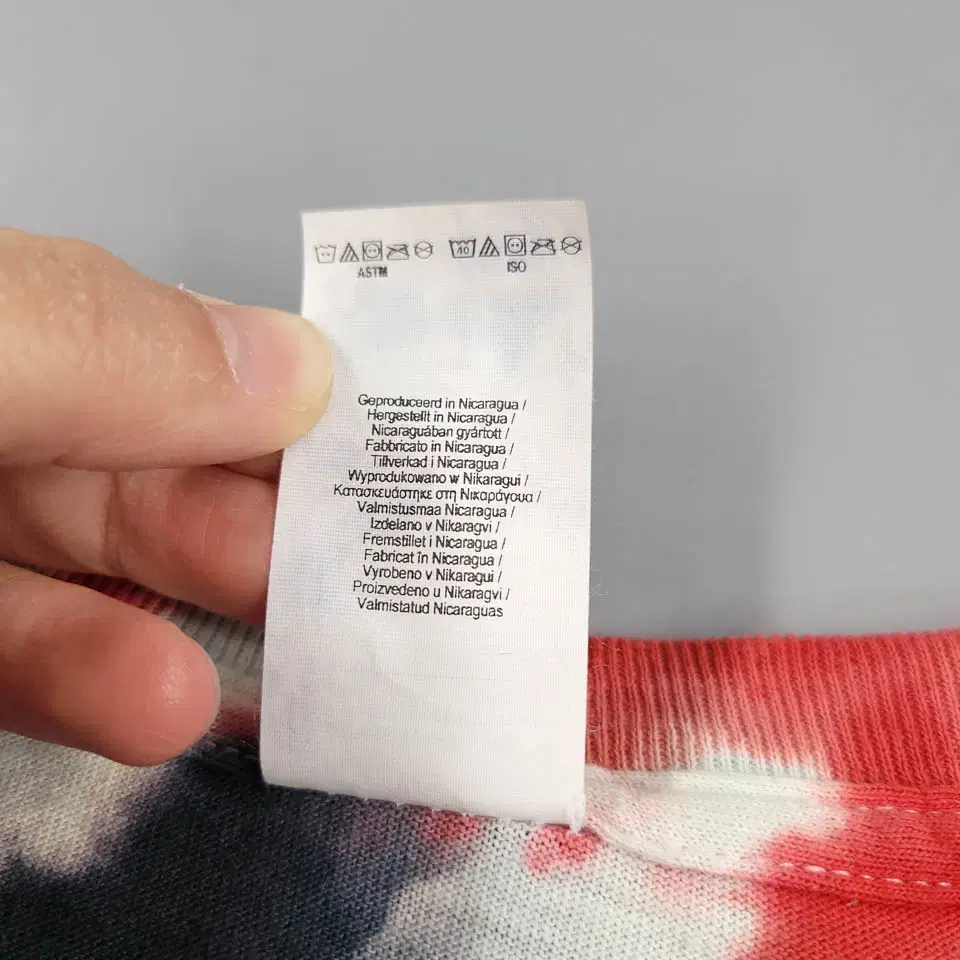 40
ASTM ISO
Geproduceerd in Nicaragua /
Hergestellt in Nicaragua /
Nicaraguában gyártott /
Fabbricato in Nicaragua /
Tillverkad i Nicaragua /
Wyprodukowano w Nikaragui /
Κατασκευάστηκε στη Νικαράγουα /
Valmistusmaa Nicaragua /
Izdelano v Nikaragvi /
Fremstillet i Nicaragua /
Fabricat în Nicaragua /
Vyrobeno v Nikaragui /
Proizvedeno u Nikaragvi /
Valmistatud Nicaraguas